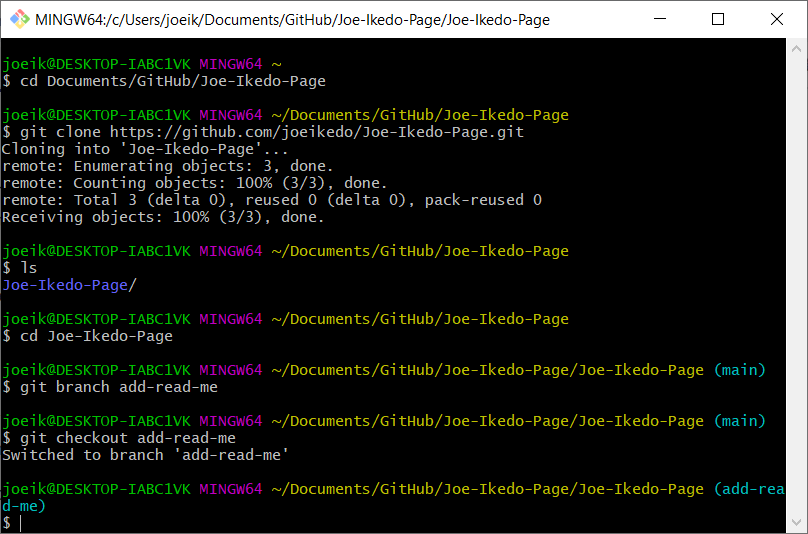 MINGW64:/c/Users/joeik/Documents/GitHub/Joe-Ikedo-Page/Joe-Ikedo-Page
joeik@DESKTOP-IABC1VK MINGW64 ~
$ cd Documents/GitHub/Joe-Ikedo-Page
joeik@DESKTOP-IABC1VK MINGW64 ~/Documents/GitHub/Joe-Ikedo-Page
$ git clone https://github.com/joeikedo/Joe-Ikedo-Page.git
Cloning into 'Joe-Ikedo-Page'...
remote: Enumerating objects: 3, done.
remote: Counting objects: 100% (3/3), done.
remote: Total 3 (delta 0), reused 0 (delta 0), pack-reused 0
Receiving objects: 100% (3/3), done.
joeik@DESKTOP-IABC1VK MINGW64 ~/Documents/GitHub/Joe-Ikedo-Page
$ ls
Joe-Ikedo-Page/
joeik@DESKTOP-IABC1VK MINGW64 ~/Documents/GitHub/Joe-Ikedo-Page
$ cd Joe-Ikedo-Page
joeik@DESKTOP-IABC1VK MINGW64 ~/Documents/GitHub/Joe-Ikedo-Page/Joe-Ikedo-Page (main)
$ git branch add-read-me
joeik@DESKTOP-IABC1VK MINGW64 ~/Documents/GitHub/Joe-Ikedo-Page/Joe-Ikedo-Page (main)
$ git checkout add-read-me
Switched to branch 'add-read-me'
joeik@DESKTOP-IABC1VK MINGW64 ~/Documents/GitHub/Joe-Ikedo-Page/Joe-Ikedo-Page (add-rea
d-me)
$